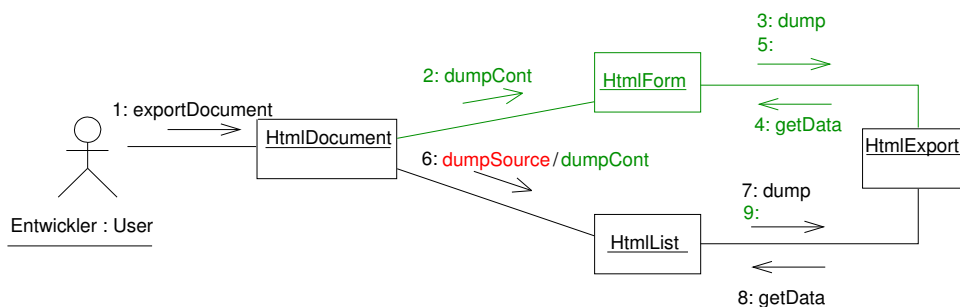 3: dump
5:
2: dumpCont
HtmlForm
1: exportDocument
4: getData
HtmlDocument
HtmlExport
6: dumpSource/dumpCont
7: dump
9:
Entwickler : User
HtmlList
8: getData